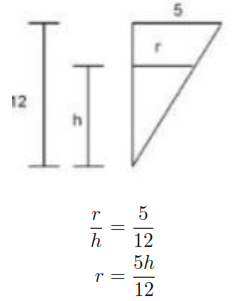 5
r
12
h
r/h = 5/12
r = 5h/12